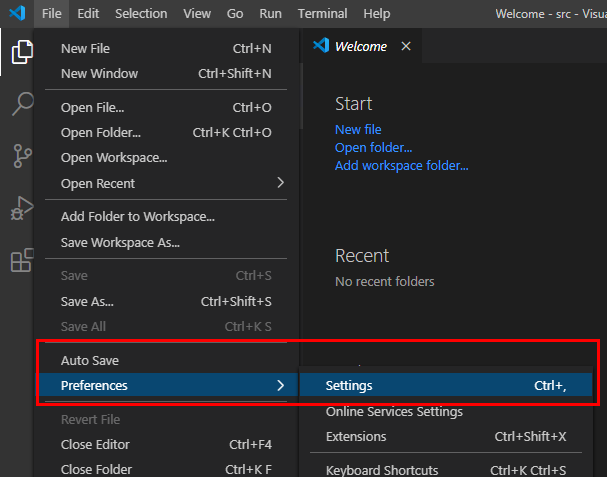 File Edit Selection View Go Run Terminal Help Welcome - src - Visua
New File Ctrl+N
New Window Ctrl+Shift+N
Open File... Ctrl+O
Open Folder... Ctrl+K Ctrl+O
Open Workspace...
Open Recent
Add Folder to Workspace...
Save Workspace As...
Save Ctrl+S
Save As... Ctrl+Shift+S
Save All Ctrl+K S
Auto Save
Preferences
Revert File
Close Editor Ctrl+F4
Close Folder Ctrl+K F
Welcome
Start
New file
Open folder...
Add workspace folder...
Recent
No recent folders
Settings Ctrl+,
Online Services Settings
Extensions Ctrl+Shift+X
Keyboard Shortcuts Ctrl+K Ctrl+S